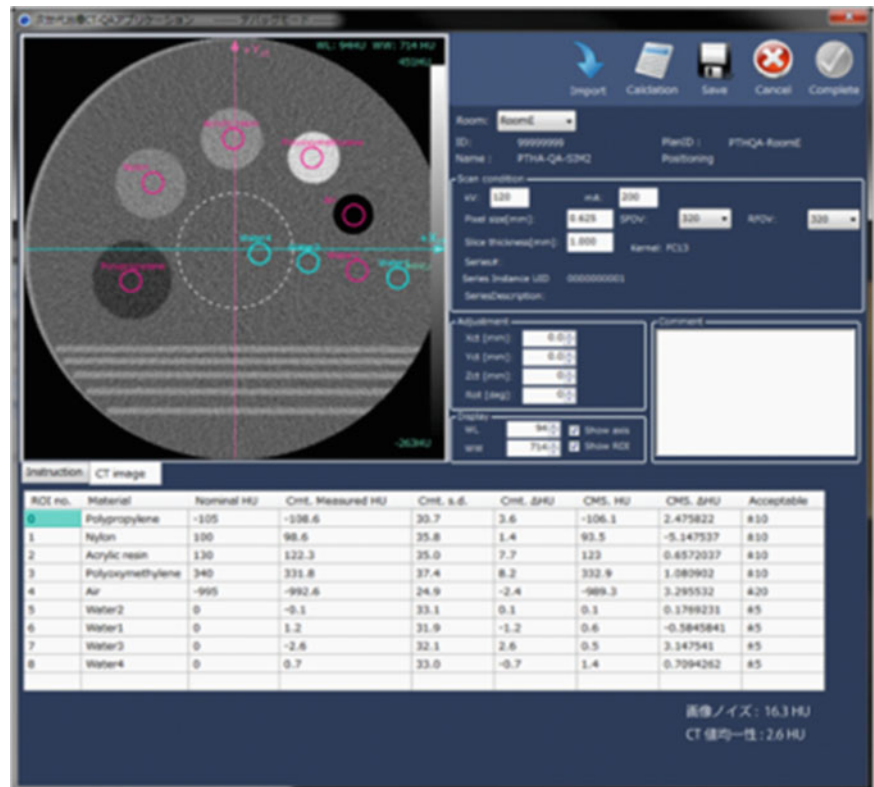 WL: 94HU WW: 714 HU
451HU
-263HU
Import Calclation Save Cancel Complete
Room: RoomE
ID: 99999999 PlanID : PTHQA-RoomE
Name : PTHA-QA-SIM2 Positioning
Scan condition
kV: 120 mA: 200
Pixel size[mm]: 0.625 SFOV: 320 RFOV: 320
Slice thickness[mm]: 1.000 Kernel: FC13
Series#:
Series Instance UID 0000000001
SeriesDescription:
Adjustment Comment
Xct [mm]: 0.0
Yct [mm]: 0.0
Zct [mm]: 0
Rot [deg]: 0
Display
WL 94 Show axis
WW 714 Show ROI
Instruction CT image
ROI no. Material Nominal HU Crnt. Measured HU Crnt. s.d. Crnt. ΔHU CMS. HU CMS. ΔHU Acceptable
0 Polypropylene -105 -108.6 30.7 3.6 -106.1 2.475822 ±10
1 Nylon 100 98.6 35.8 1.4 93.5 -5.147537 ±10
2 Acrylic resin 130 122.3 35.0 7.7 123 0.6572037 ±10
3 Polyoxymethylene 340 331.8 37.4 8.2 332.9 1.080902 ±10
4 Air -995 -992.6 24.9 -2.4 -989.3 3.295532 ±20
5 Water2 0 -0.1 33.1 0.1 0.1 0.1769231 ±5
6 Water1 0 1.2 31.9 -1.2 0.6 -0.5845841 ±5
7 Water3 0 -2.6 32.1 2.6 0.5 3.147541 ±5
8 Water4 0 0.7 33.0 -0.7 1.4 0.7094262 ±5
画像ノイズ : 16.3 HU
CT 値均一性 : 2.6 HU